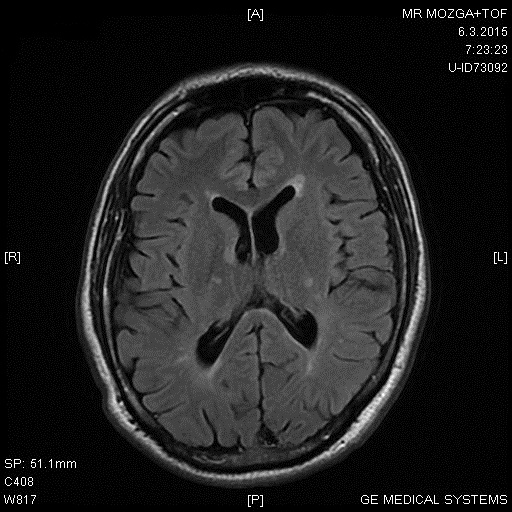 [A]
MR MOZGA+TOF
6.3.2015
7:23:23
U-ID73092
[R]
[L]
SP: 51.1mm
C408
W817
[P]
GE MEDICAL SYSTEMS